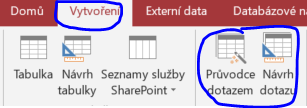 Domů Vytvoření Externí data Databázové n
Tabulka Návrh tabulky Seznamy služby SharePoint Průvodce dotazem Návrh dotazu